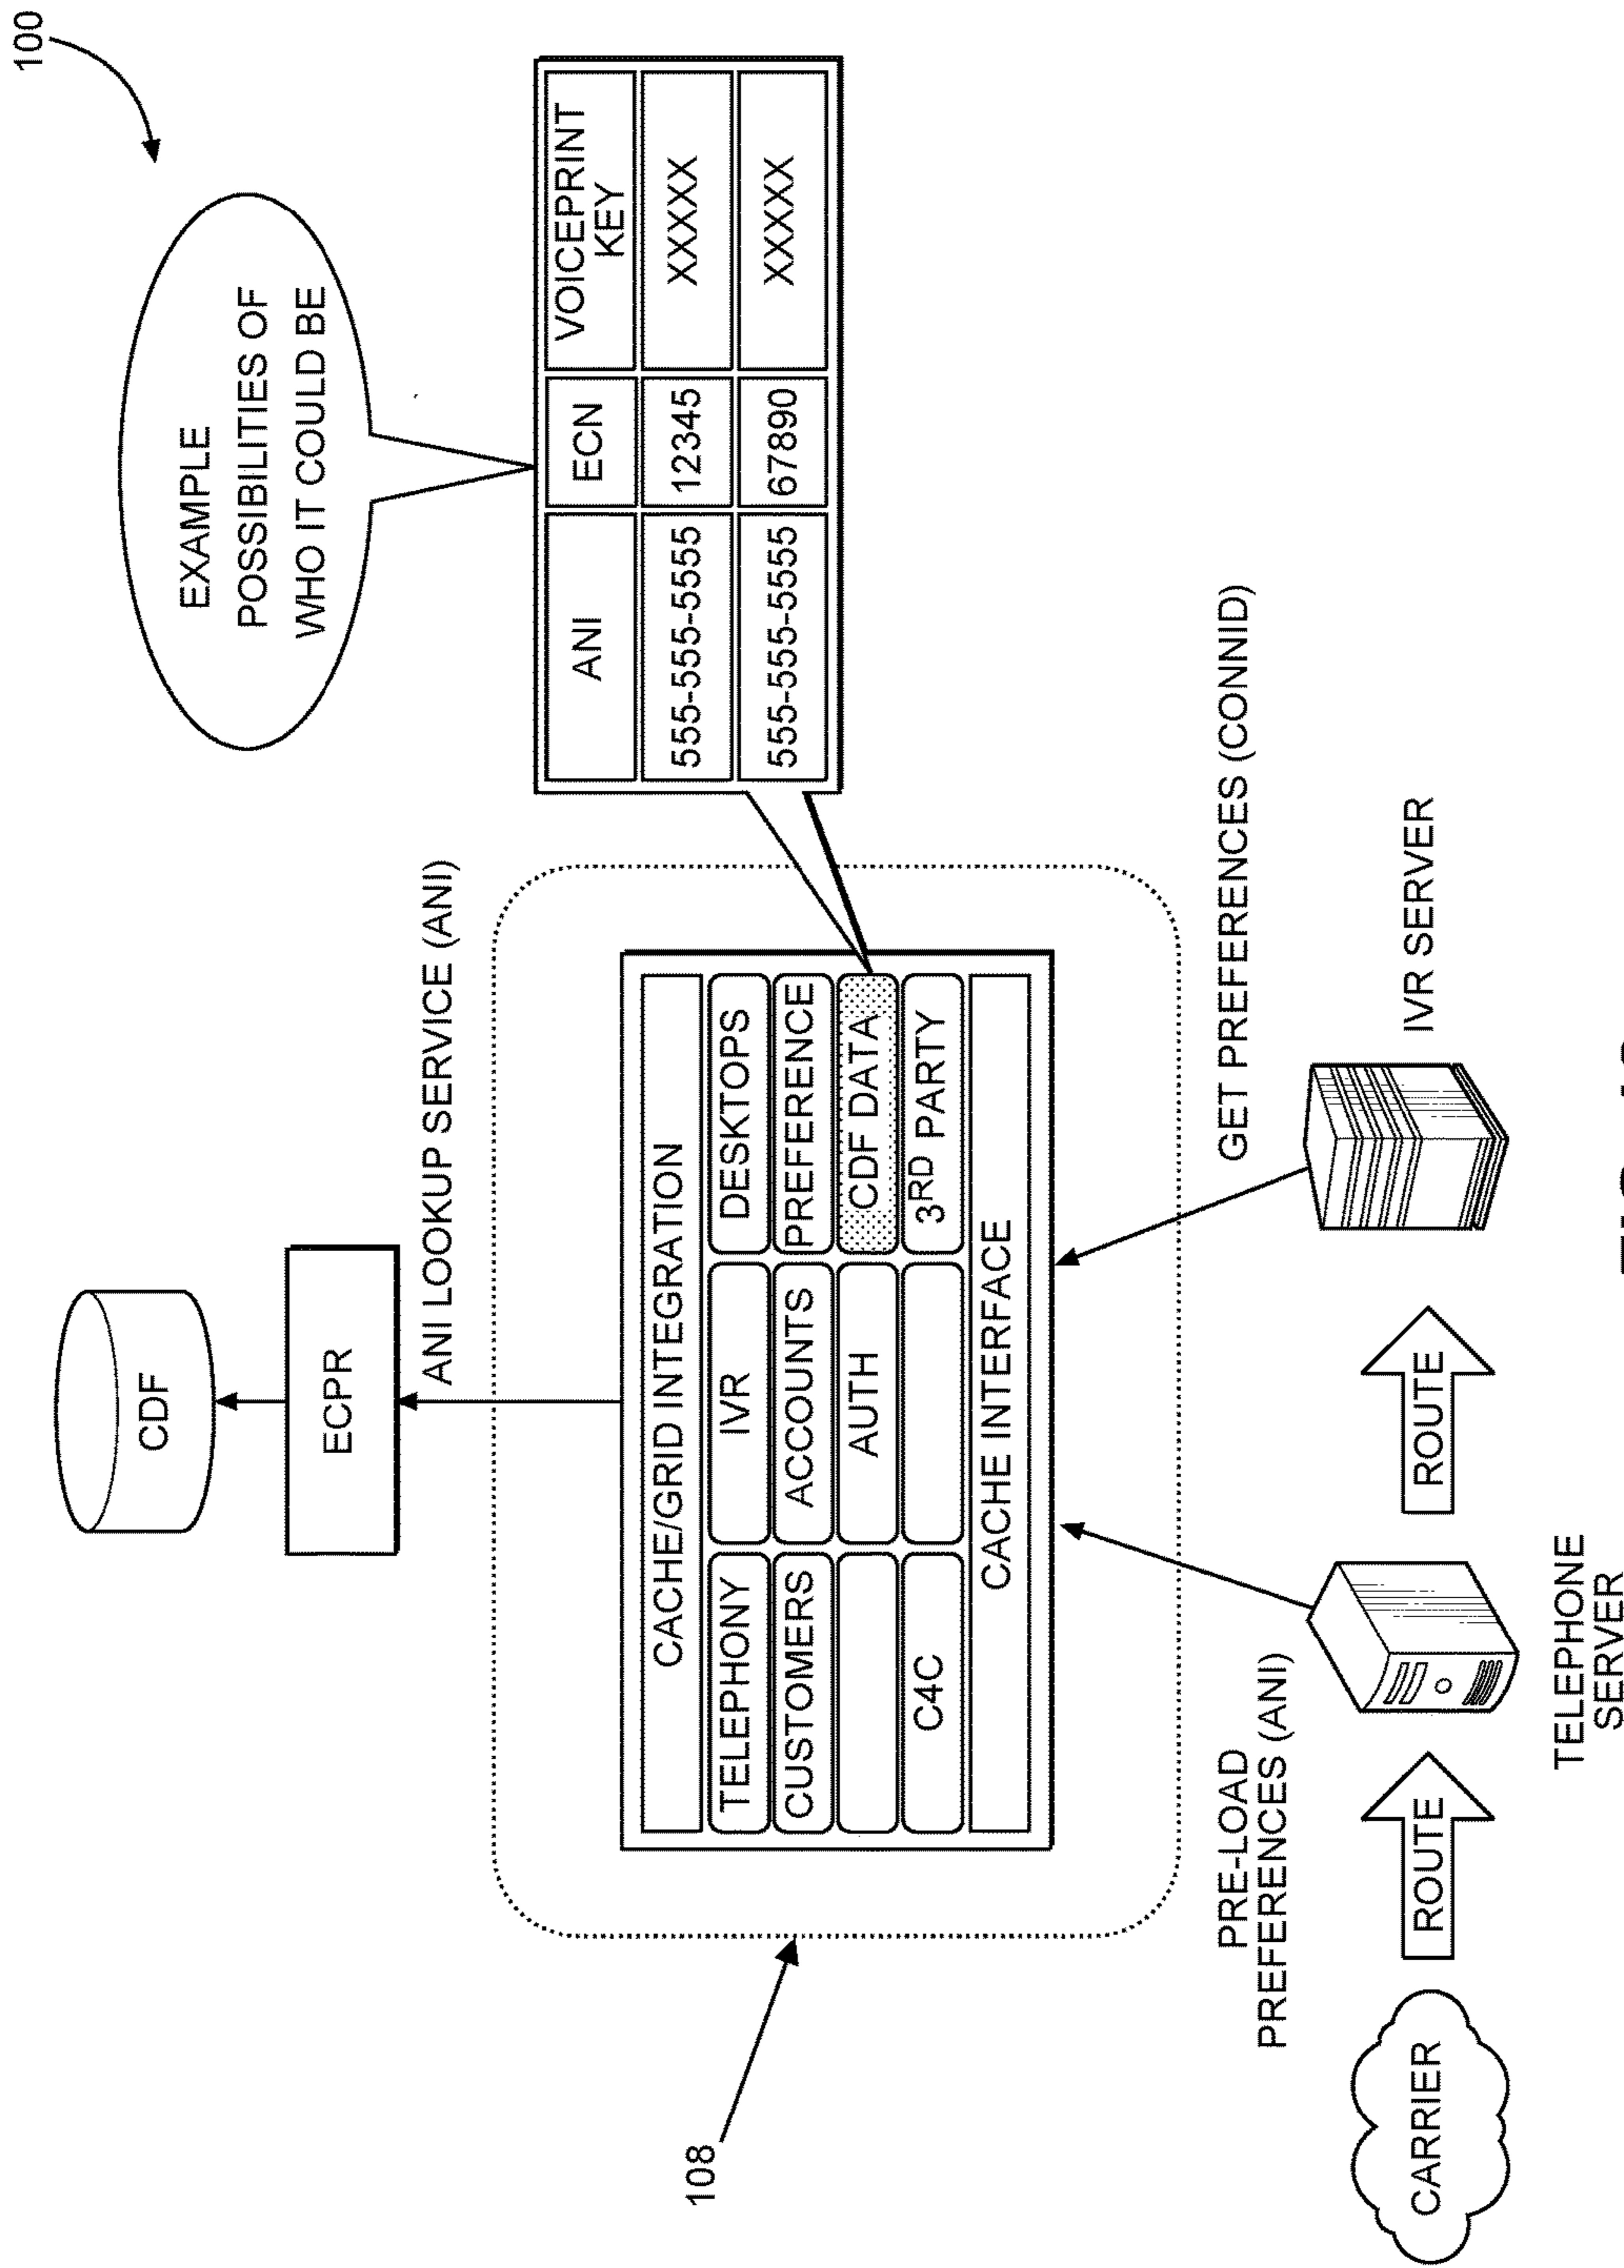 100
EXAMPLE
POSSIBILITIES OF
WHO IT COULD BE
CDF
ECPR
ANI LOOKUP SERVICE (ANI)
ANI ECN VOICEPRINT
KEY
555-555-5555 12345 XXXXX
555-555-5555 67890 XXXXX
108
CACHE/GRID INTEGRATION
TELEPHONY IVR DESKTOPS
CUSTOMERS ACCOUNTS PREFERENCE
AUTH CDF DATA
C4C 3RD PARTY
CACHE INTERFACE
PRE-LOAD
PREFERENCES (ANI)
GET PREFERENCES (CONNID)
CARRIER
ROUTE
ROUTE
IVR SERVER
TELEPHONE
SERVER